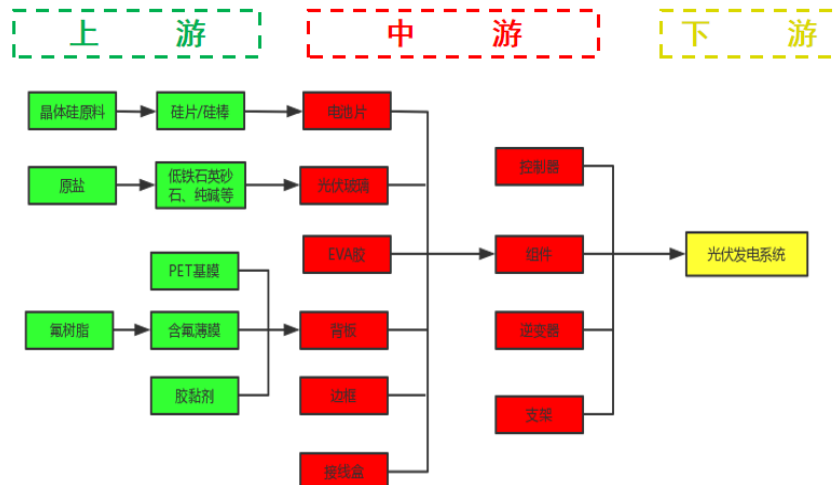 上 游
中 游
下 游
晶体硅原料
硅片/硅棒
电池片
原盐
低铁石英砂
石、纯碱等
光伏玻璃
控制器
EVA胶
组件
光伏发电系统
PET基膜
氟树脂
含氟薄膜
背板
逆变器
胶黏剂
边框
支架
接线盒